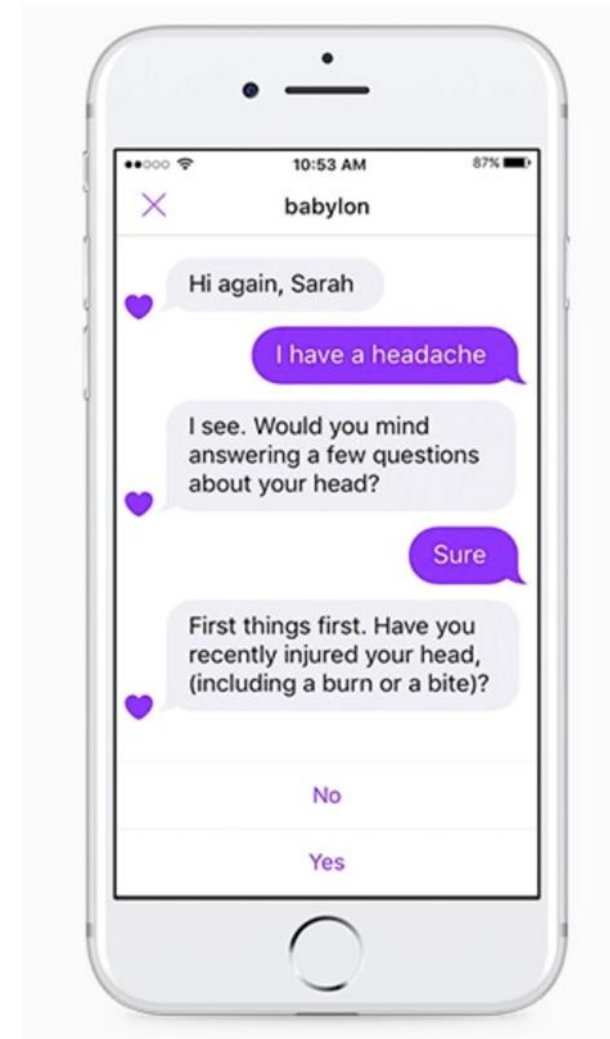 10:53 AM 87%
babylon
Hi again, Sarah
I have a headache
I see. Would you mind
answering a few questions
about your head?
Sure
First things first. Have you
recently injured your head,
(including a burn or a bite)?
No
Yes